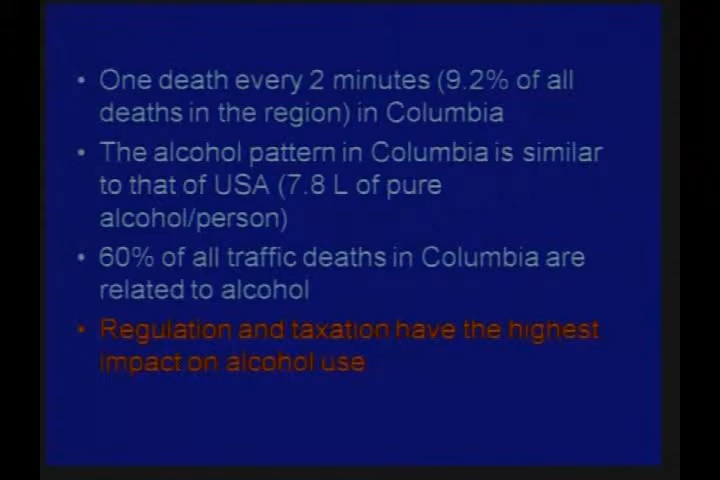 • One death every 2 minutes (9.2% of all
deaths in the region) in Columbia
• The alcohol pattern in Columbia is similar
to that of USA (7.8 L of pure
alcohol/person)
• 60% of all traffic deaths in Columbia are
related to alcohol
• Regulation and taxation have the highest
impact on alcohol use